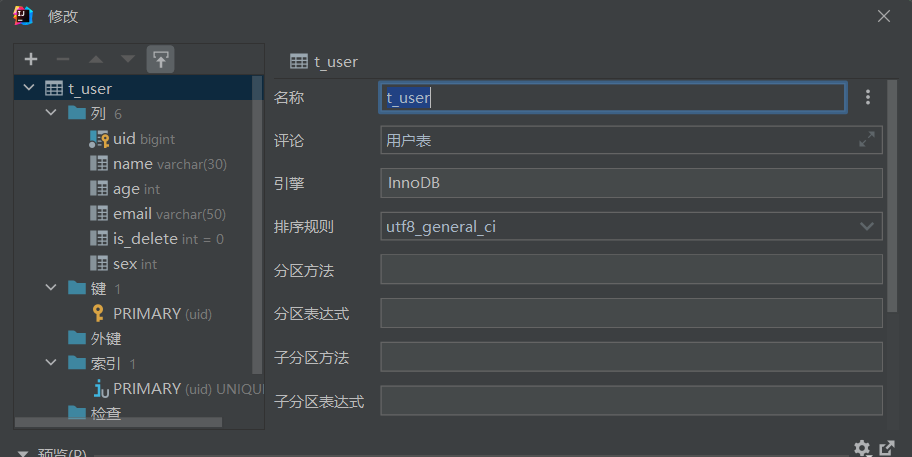 修改
t_user
列 6
uid bigint
name varchar(30)
age int
email varchar(50)
is_delete int = 0
sex int
键 1
PRIMARY (uid)
外键
索引 1
PRIMARY (uid) UNIQUE
检查
t_user
名称 t_user
评论 用户表
引擎 InnoDB
排序规则 utf8_general_ci
分区方法
分区表达式
子分区方法
子分区表达式
预览(P)